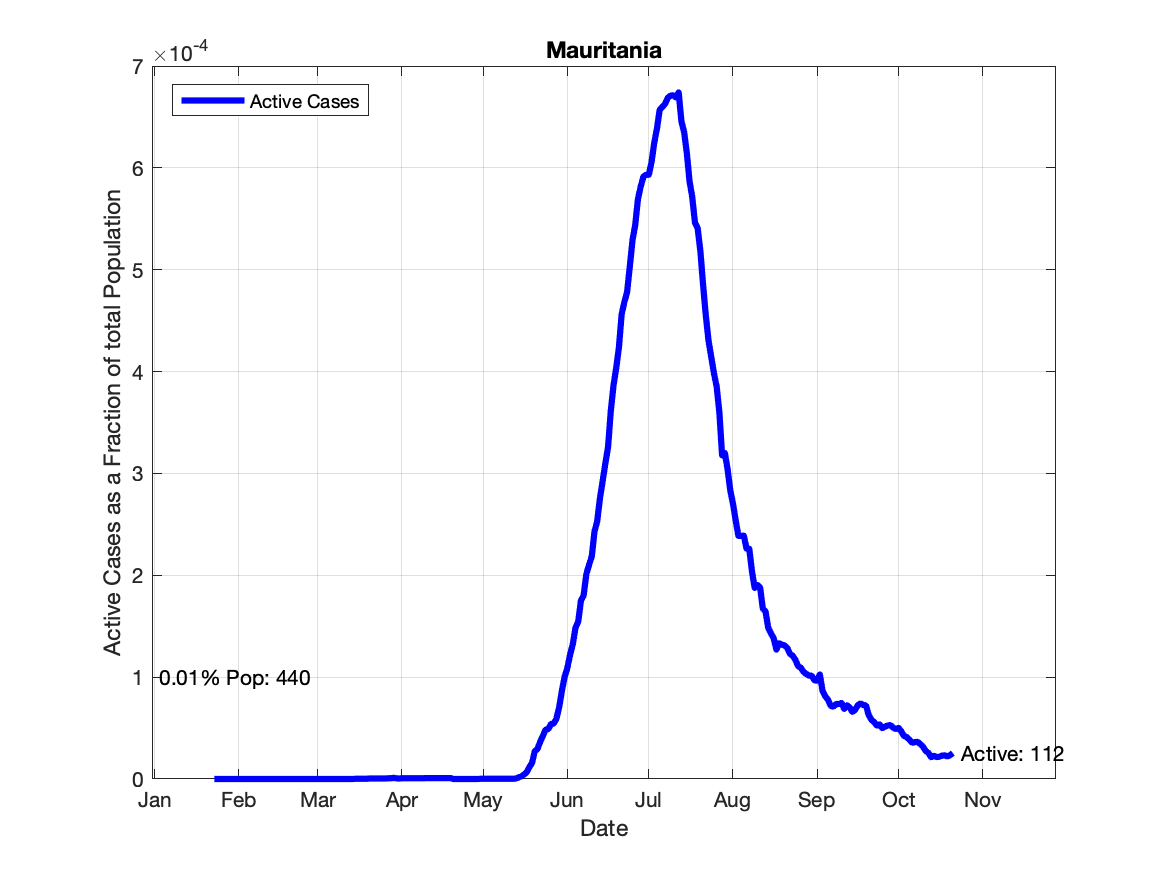 Mauritania
×10-4
Active Cases
7
6
5
4
3
2
1
0
0.01% Pop: 440
Active: 112
Active Cases as a Fraction of total Population
Jan Feb Mar Apr May Jun Jul Aug Sep Oct Nov
Date